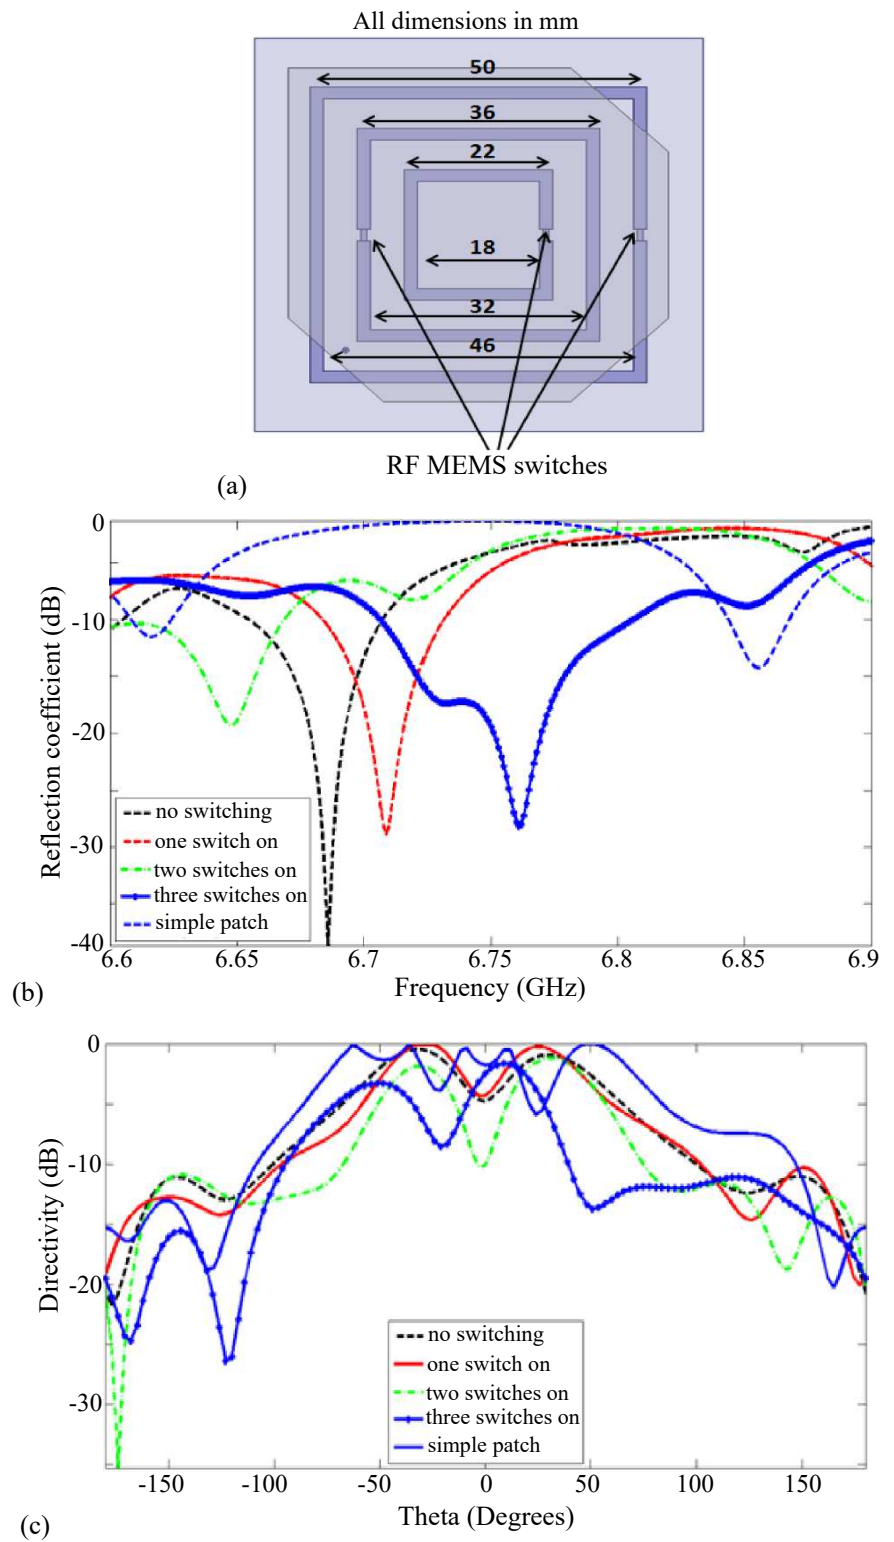 All dimensions in mm
50
36
22
18
32
46
RF MEMS switches
(a)
0
-10
-20
-30
-40
Reflection coefficient (dB)
no switching
one switch on
two switches on
three switches on
simple patch
6.6
6.65
6.7
6.75
6.8
6.85
6.9
Frequency (GHz)
(b)
0
-10
-20
-30
Directivity (dB)
no switching
one switch on
two switches on
three switches on
simple patch
-150
-100
-50
0
50
100
150
Theta (Degrees)
(c)